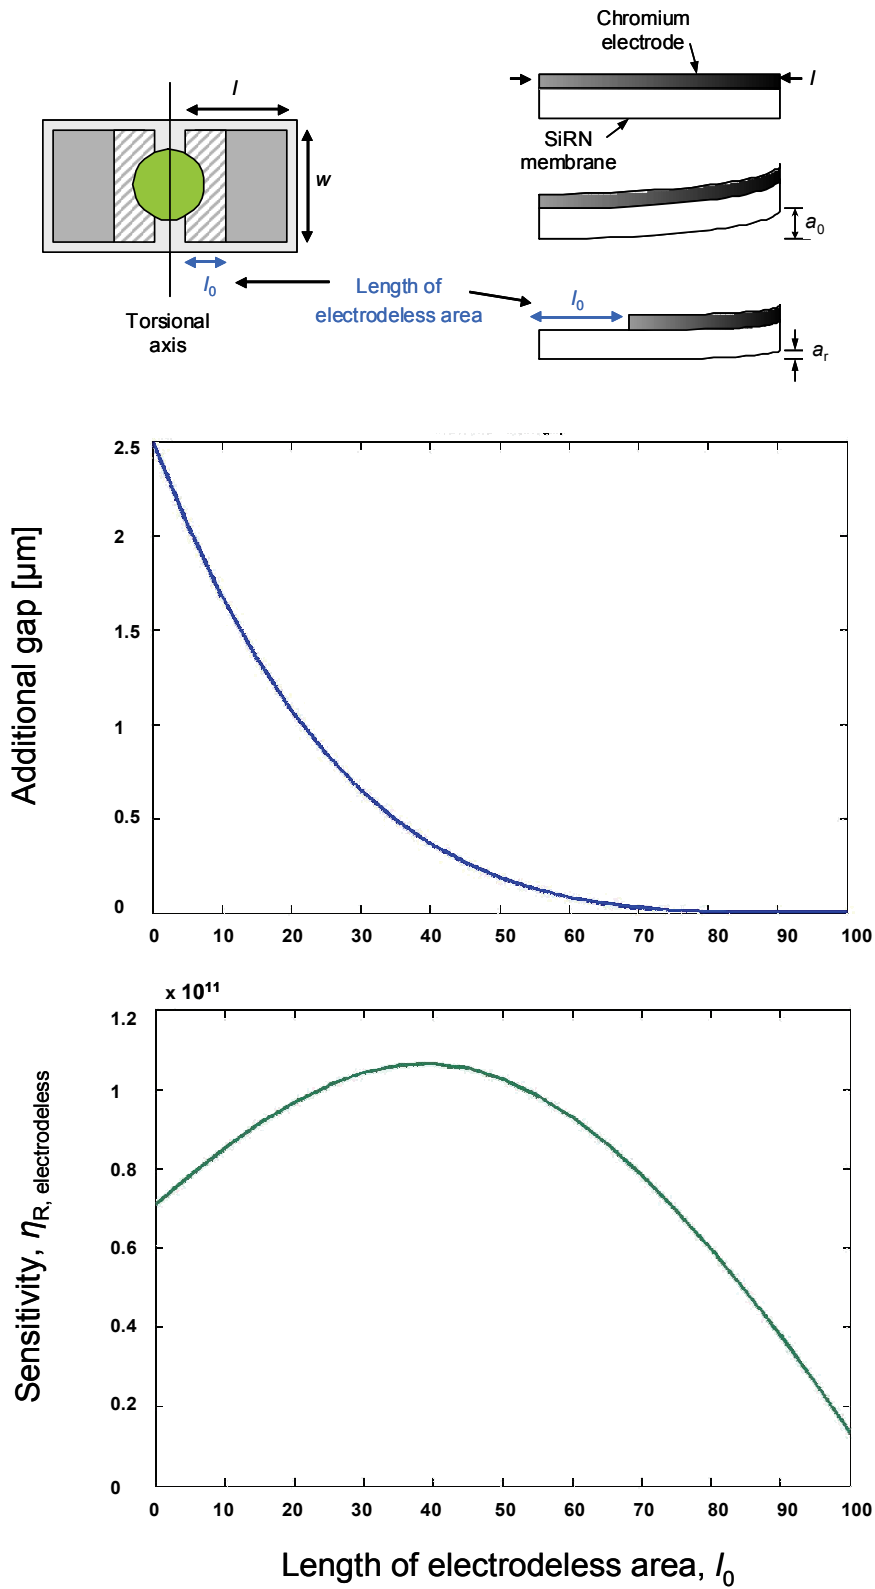 Chromium
electrode
l
l
SiRN
membrane
w
a0
l0
Length of
electrodeless area
l0
Torsional
axis
ar
2.5
2
1.5
1
0.5
0
Additional gap [µm]
0 10 20 30 40 50 60 70 80 90 100
x 10¹¹
1.2
1
0.8
0.6
0.4
0.2
0
Sensitivity, ηR, electrodeless
0 10 20 30 40 50 60 70 80 90 100
Length of electrodeless area, l0